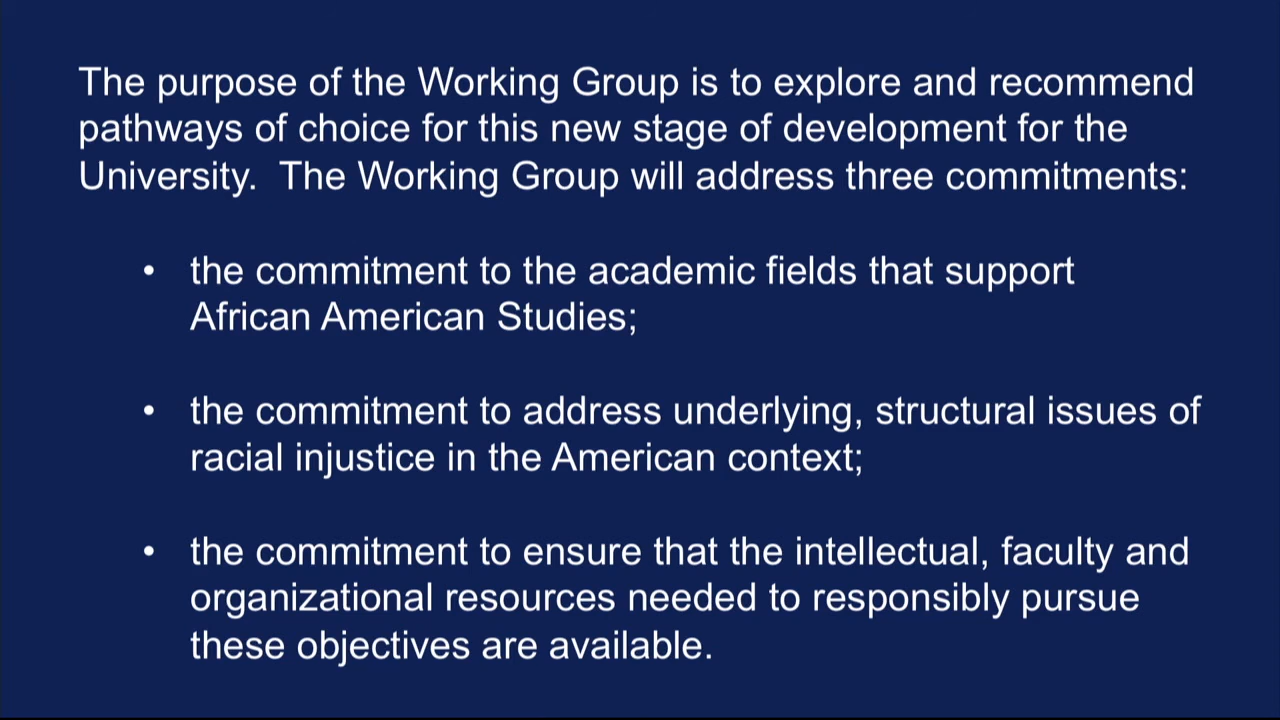 The purpose of the Working Group is to explore and recommend
pathways of choice for this new stage of development for the
University.  The Working Group will address three commitments:
• the commitment to the academic fields that support
African American Studies;
• the commitment to address underlying, structural issues of
racial injustice in the American context;
• the commitment to ensure that the intellectual, faculty and
organizational resources needed to responsibly pursue
these objectives are available.